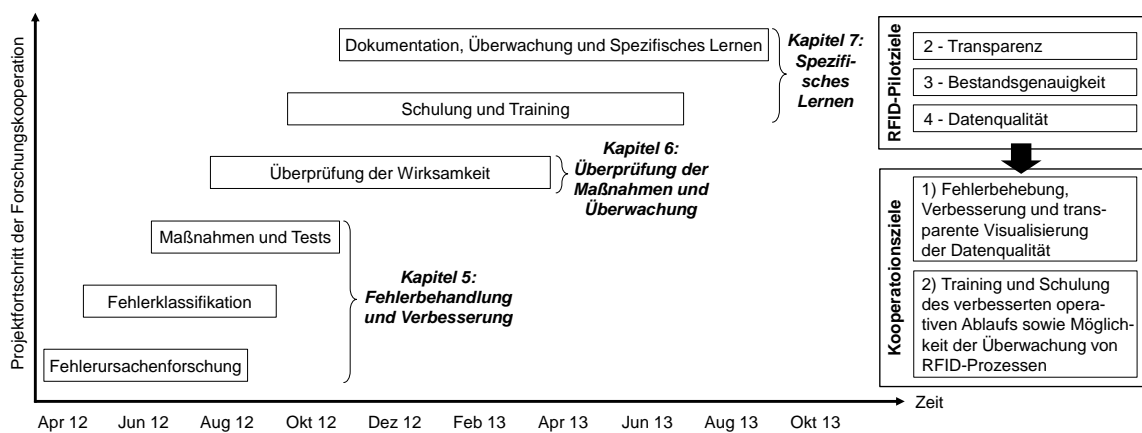 Projektfortschritt der Forschungskooperation
Dokumentation, Überwachung und Spezifisches Lernen
Kapitel 7:
Spezifi-
sches
Lernen
Schulung und Training
Kapitel 6:
Überprüfung der
Maßnahmen und
Überwachung
Überprüfung der Wirksamkeit
Maßnahmen und Tests
Kapitel 5:
Fehlerbehandlung
und Verbesserung
Fehlerklassifikation
Fehlerursachenforschung
Apr 12
Jun 12
Aug 12
Okt 12
Dez 12
Feb 13
Apr 13
Jun 13
Aug 13
Okt 13
Zeit
RFID-Pilotziele
2 - Transparenz
3 - Bestandsgenauigkeit
4 - Datenqualität
Kooperatoionsziele
1) Fehlerbehebung,
Verbesserung und trans-
parente Visualisierung
der Datenqualität
2) Training und Schulung
des verbesserten opera-
tiven Ablaufs sowie Möglich-
keit der Überwachung von
RFID-Prozessen